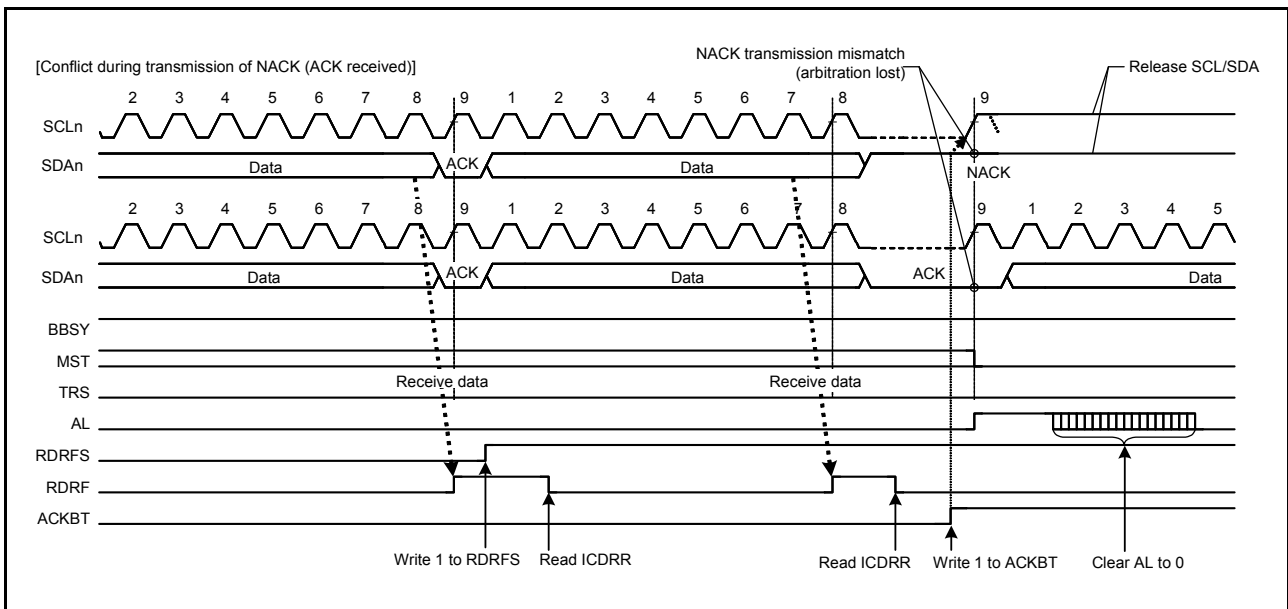 [Conflict during transmission of NACK (ACK received)]
NACK transmission mismatch
(arbitration lost)
Release SCL/SDA
2 3 4 5 6 7 8 9 1 2 3 4 5 6 7 8 9
SCLn
SDAn
Data ACK Data NACK
2 3 4 5 6 7 8 9 1 2 3 4 5 6 7 8 9 1 2 3 4 5
SCLn
SDAn
Data ACK Data ACK Data
BBSY
MST
Receive data Receive data
TRS
AL
RDRFS
RDRF
ACKBT
Write 1 to RDRFS Read ICDRR Read ICDRR Write 1 to ACKBT Clear AL to 0